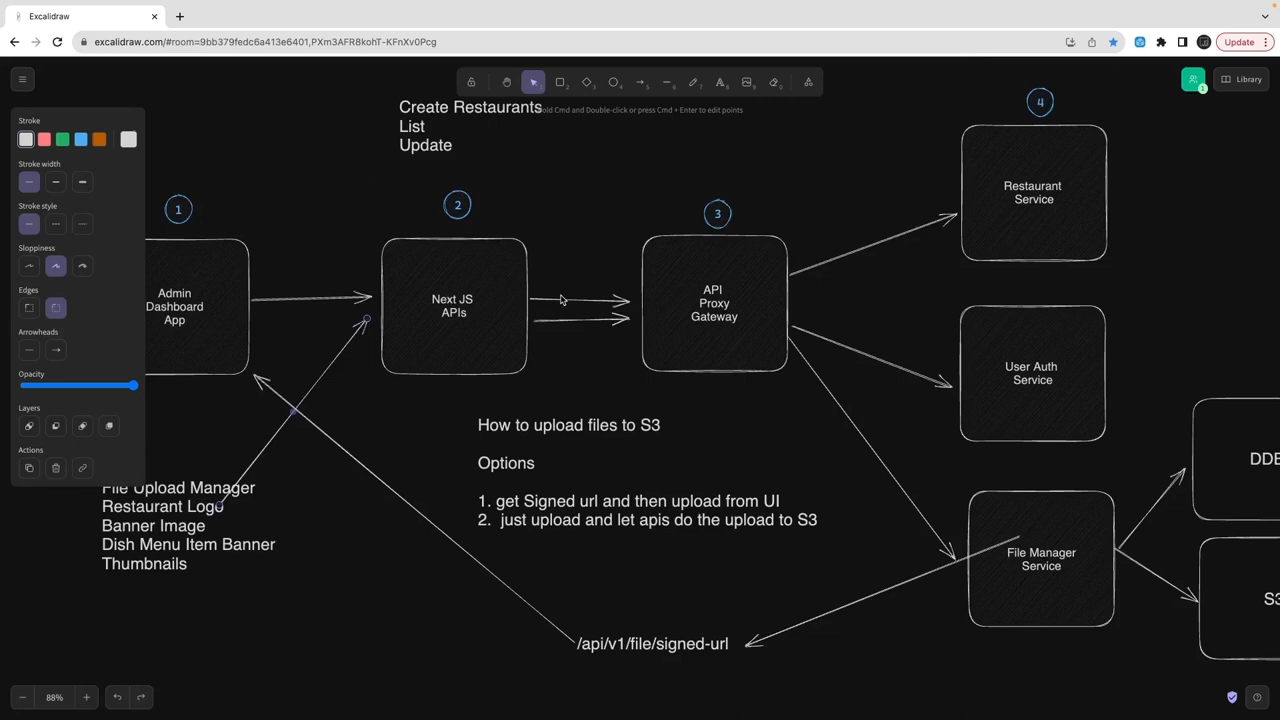 Excalidraw
excalidraw.com/#room=9bb379fedc6a413e6401,PXm3AFR8kohT-KFnXv0Pcg
Update
Library
1
Create Restaurants
List
Update
old Cmd and Double-click or press Cmd + Enter to edit points
Stroke
Stroke width
Stroke style
Sloppiness
Edges
Arrowheads
Opacity
Layers
Actions
1
Admin
Dashboard
App
2
Next JS
APIs
3
API
Proxy
Gateway
4
Restaurant
Service
User Auth
Service
File Manager
Service
DDB
S3
How to upload files to S3
Options
1. get Signed url and then upload from UI
2. just upload and let apis do the upload to S3
File Upload Manager
Restaurant Logo
Banner Image
Dish Menu Item Banner
Thumbnails
/api/v1/file/signed-url
88%